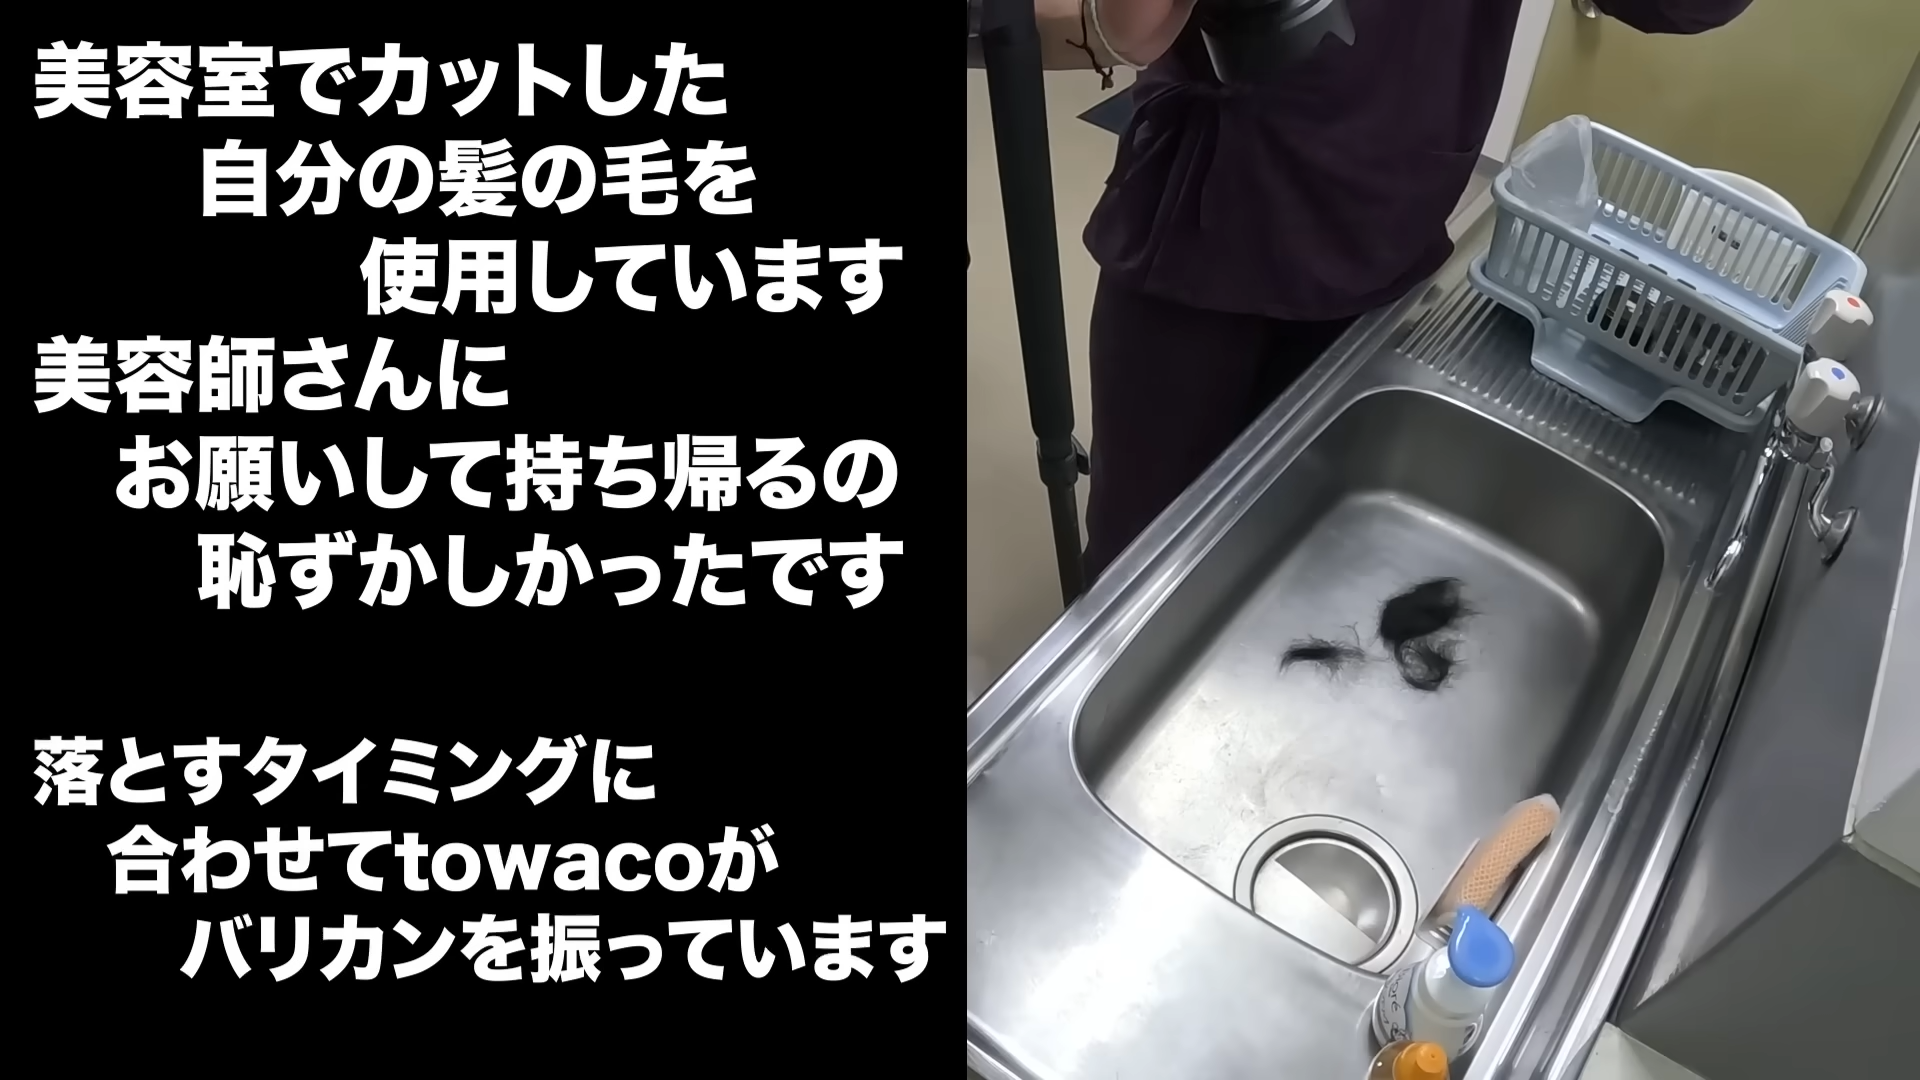 美容室でカットした
自分の髪の毛を
使用しています
美容師さんに
お願いして持ち帰るの
恥ずかしかったです
落とすタイミングに
合わせてtowacoが
バリカンを振っています